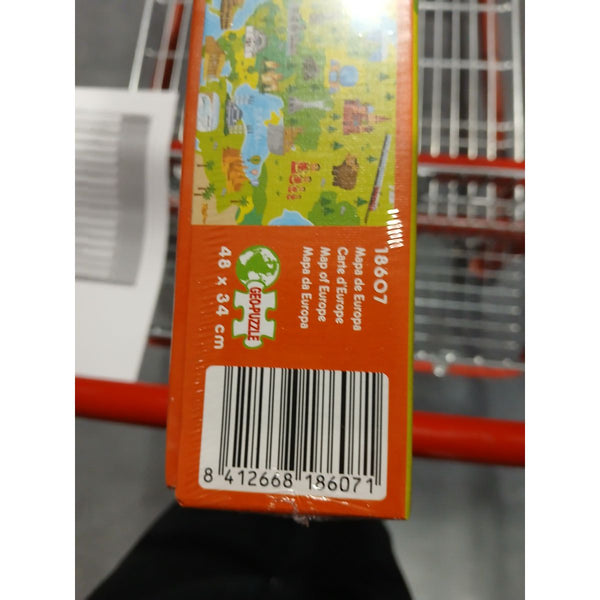 18607
Mapa de Europa
Carte d'Europe
Map of Europe
Mapa da Europa
GEO-PUZZLE
48 x 34 cm
8 412668 186071